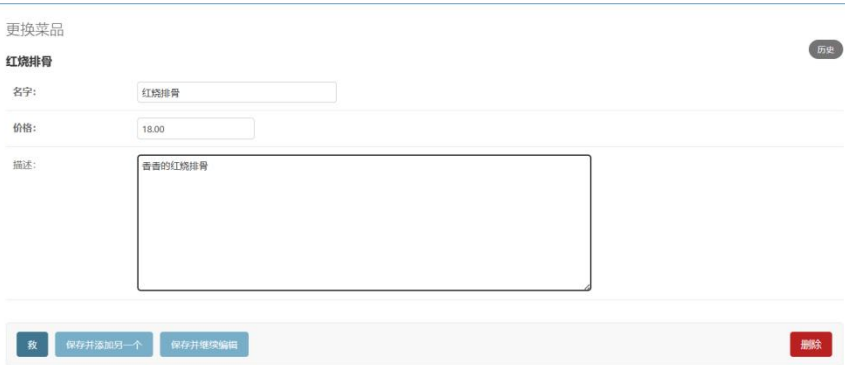 更换菜品
历史
红烧排骨
名字:
红烧排骨
价格:
18.00
描述:
香香的红烧排骨
救
保存并添加另一个
保存并继续编辑
删除